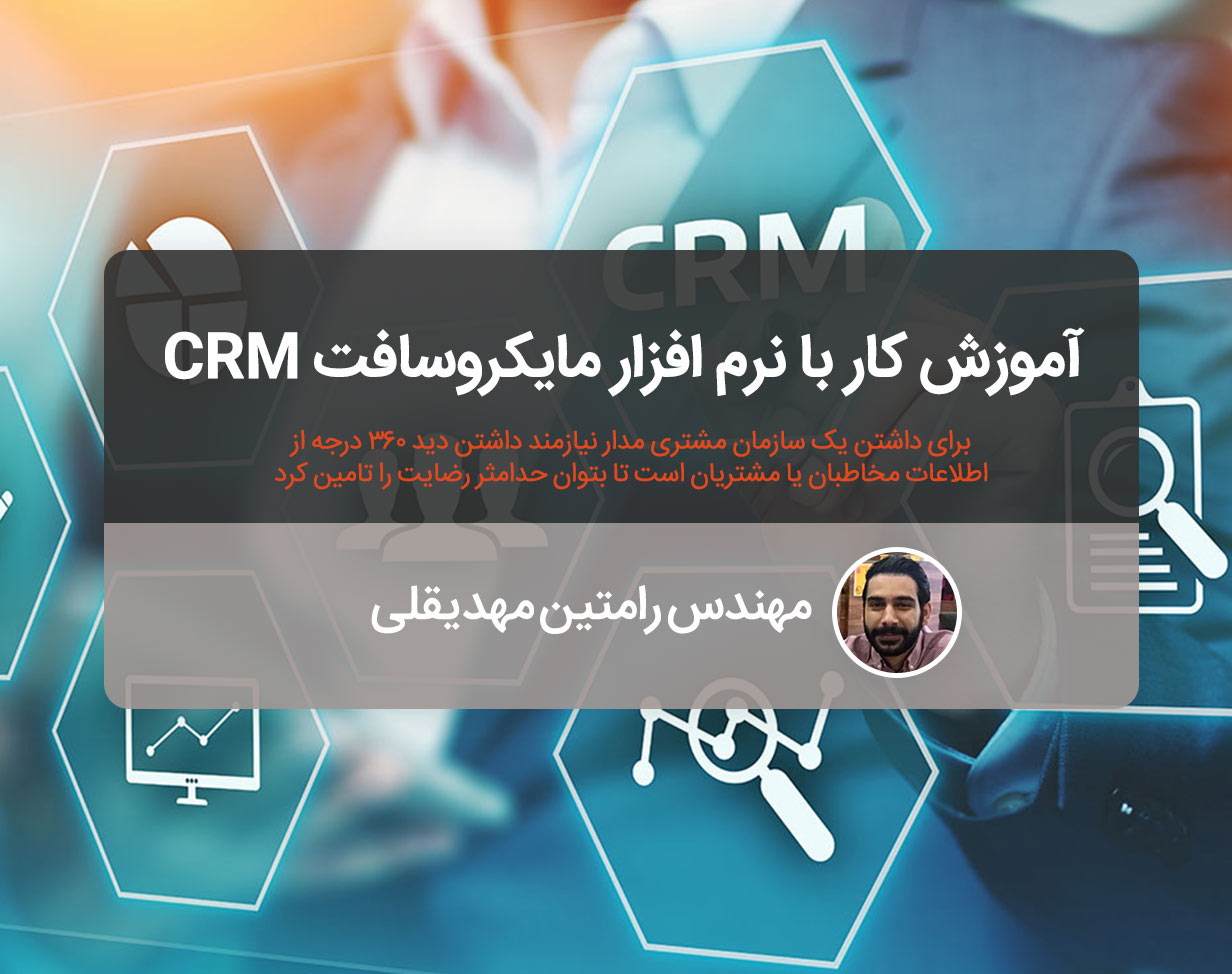 CRM
آموزش کار با نرم افزار مایکروسافت CRM
برای داشتن یک سازمان مشتری مدار نیازمند داشتن دید ۳۶۰ درجه از
اطلاعات مخاطبان یا مشتریان است تا بتوان حدامثر رضایت را تامین کرد
مهندس رامتین مهدیقلی